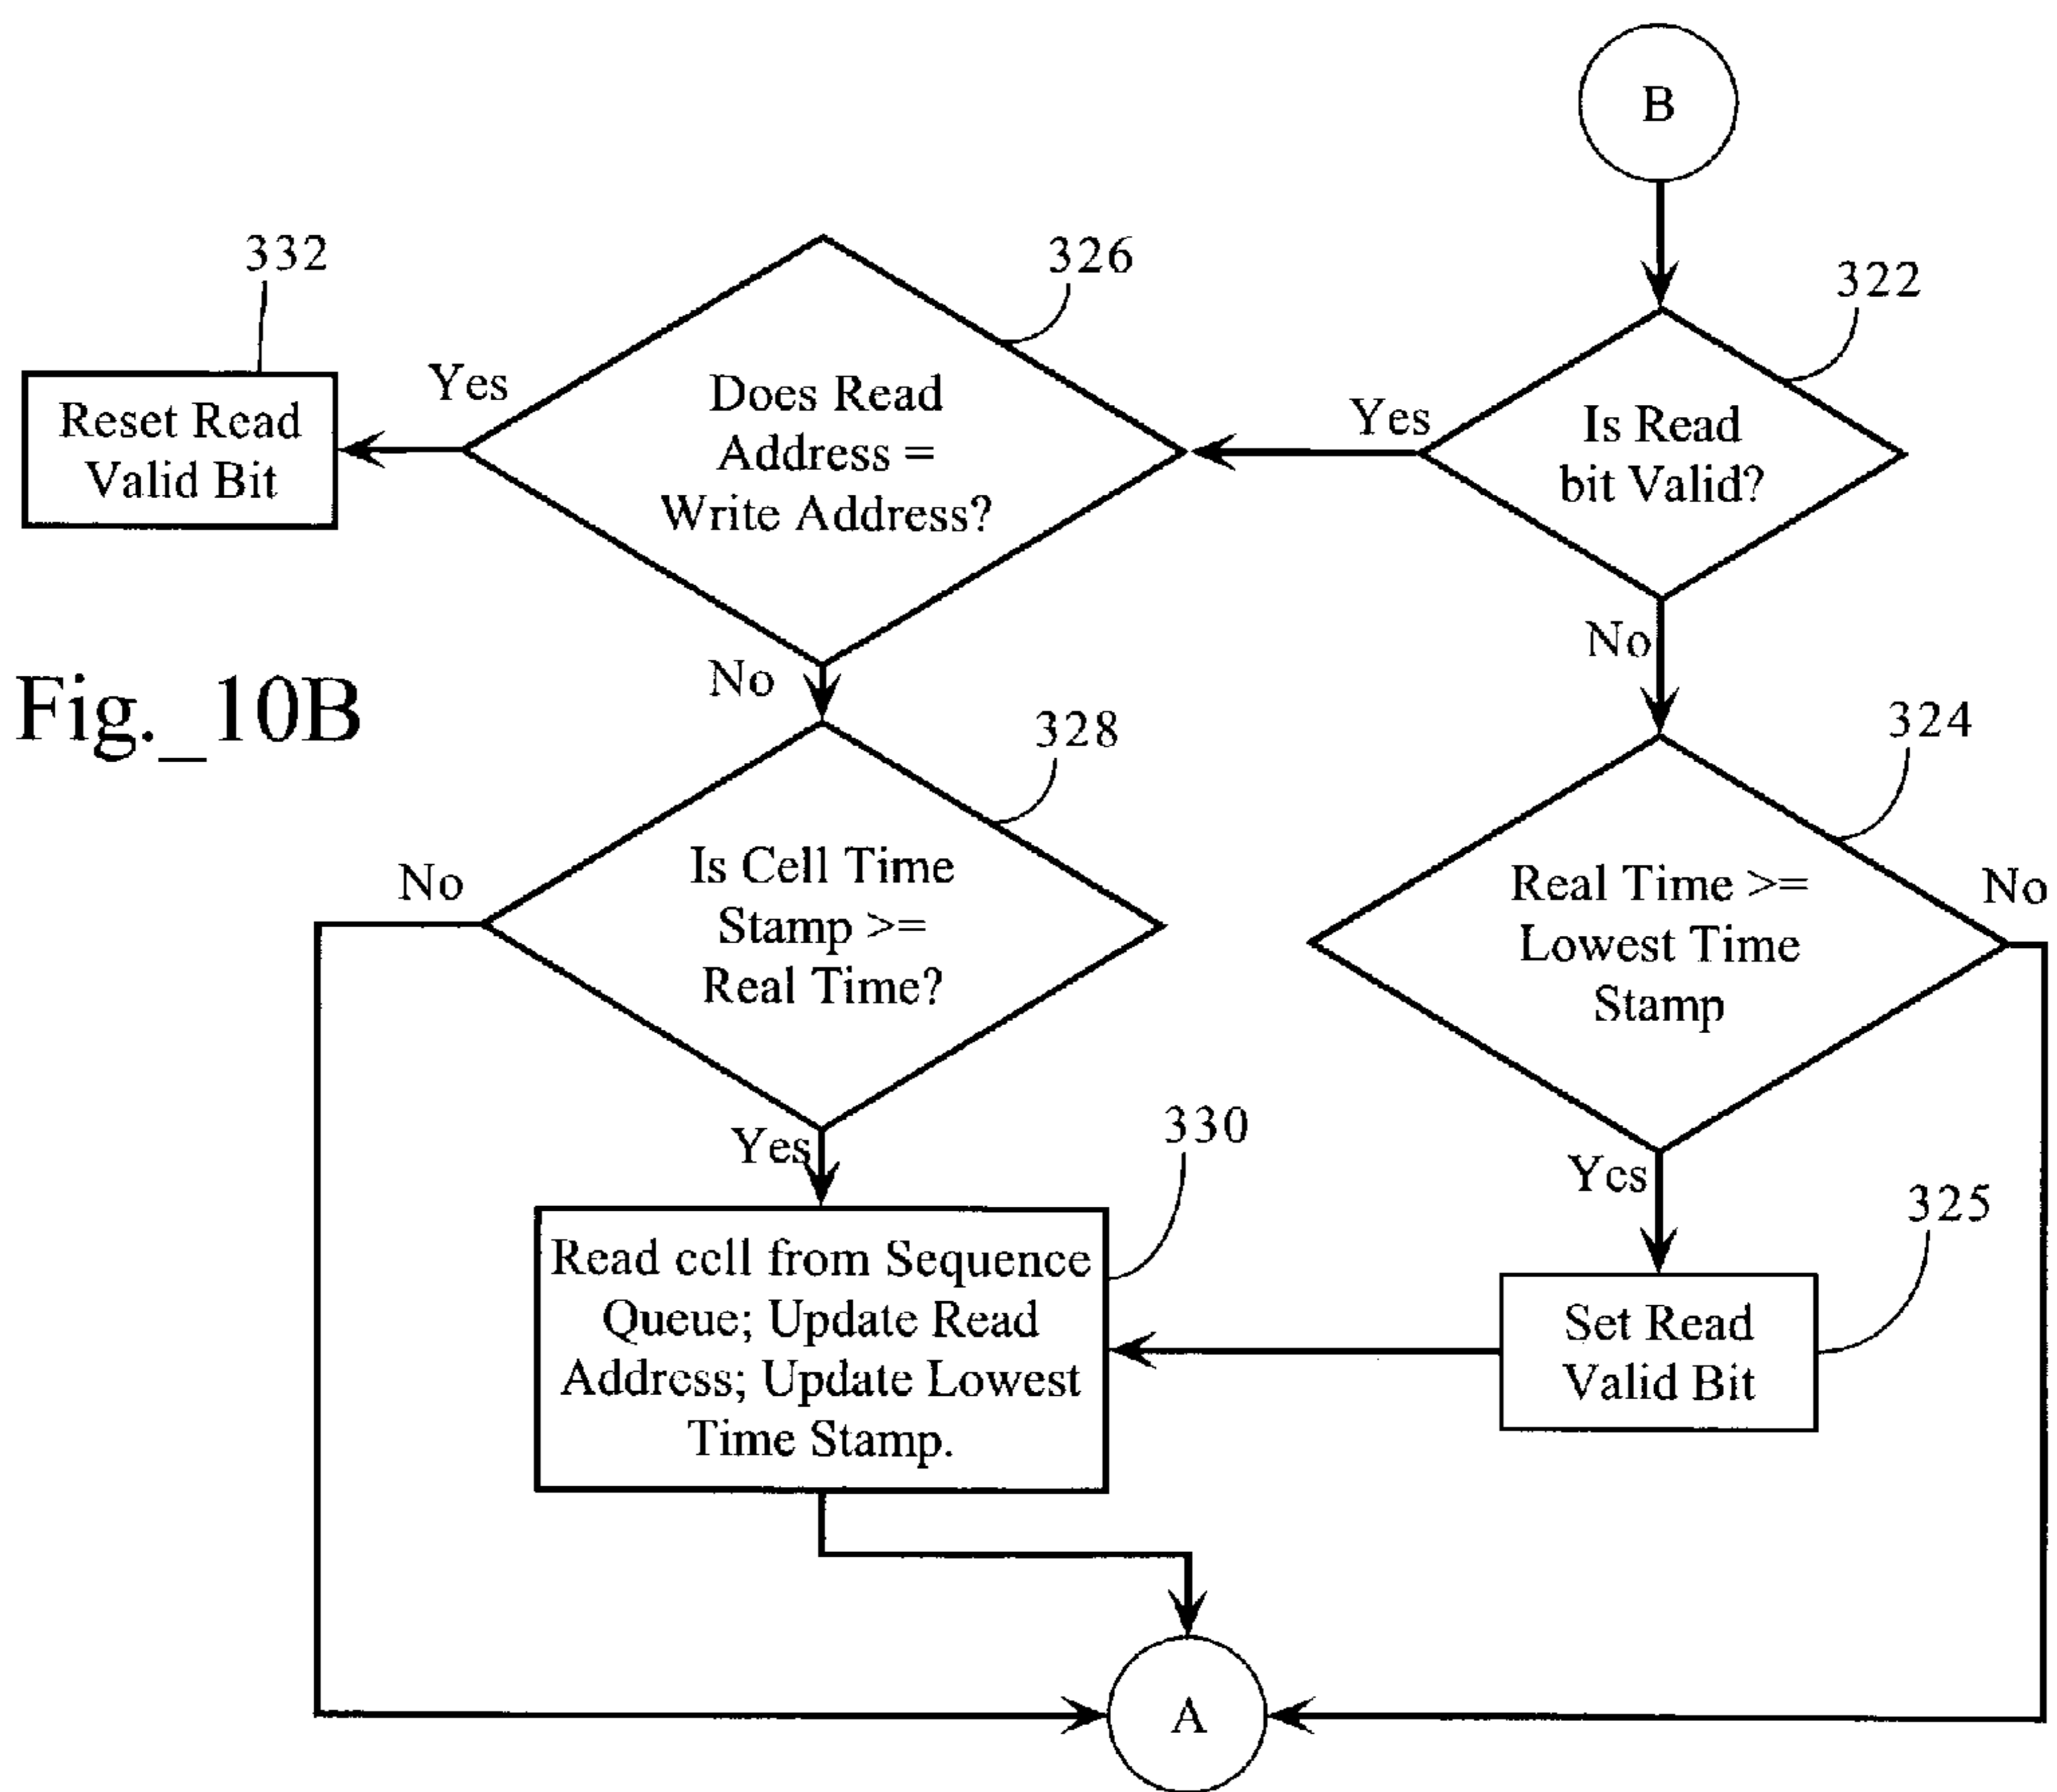 B
332
326
322
Yes
Reset Read
Valid Bit
Does Read
Address =
Write Address?
Yes
Is Read
bit Valid?
No
No
Fig._10B
328
324
No
Is Cell Time
Stamp >=
Real Time?
Real Time >=
Lowest Time
Stamp
No
Yes
330
Yes
325
Read cell from Sequence
Queue; Update Read
Address; Update Lowest
Time Stamp.
Set Read
Valid Bit
A